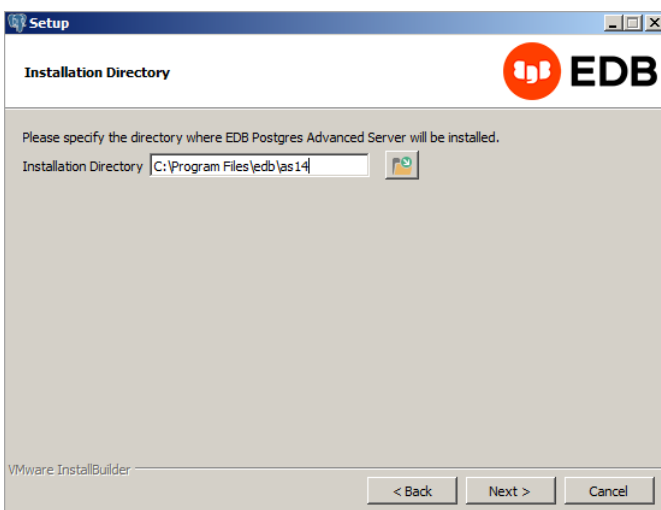 Setup
Installation Directory
EDB
Please specify the directory where EDB Postgres Advanced Server will be installed.
Installation Directory C:\Program Files\edb\as14
VMware InstallBuilder
< Back Next > Cancel